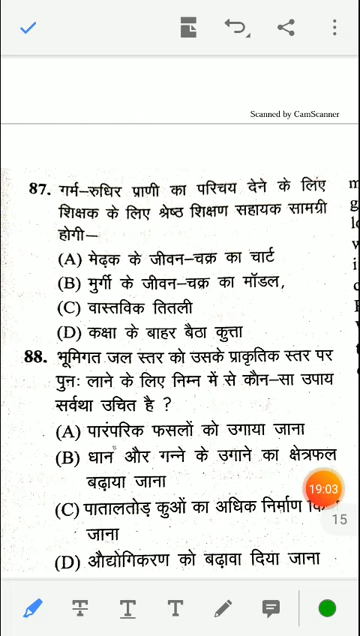 Scanned by CamScanner
87. गर्म–रुधिर प्राणी का परिचय देने के लिए
शिक्षक के लिए श्रेष्ठ शिक्षण सहायक सामग्री
होगी–
(A) मेढ़क के जीवन–चक्र का चार्ट
(B) मुर्गी के जीवन–चक्र का मॉडल,
(C) वास्तविक तितली
(D) कक्षा के बाहर बैठा कुत्ता
88. भूमिगत जल स्तर को उसके प्राकृतिक स्तर पर
पुनः लाने के लिए निम्न में से कौन–सा उपाय
सर्वथा उचित है ?
(A) पारंपरिक फसलों को उगाया जाना
(B) धान और गन्ने के उगाने का क्षेत्रफल
बढ़ाया जाना
19:03
(C) पातालतोड़ कुओं का अधिक निर्माण
15
जाना
(D) औद्योगिकरण को बढ़ावा दिया जाना
T T T